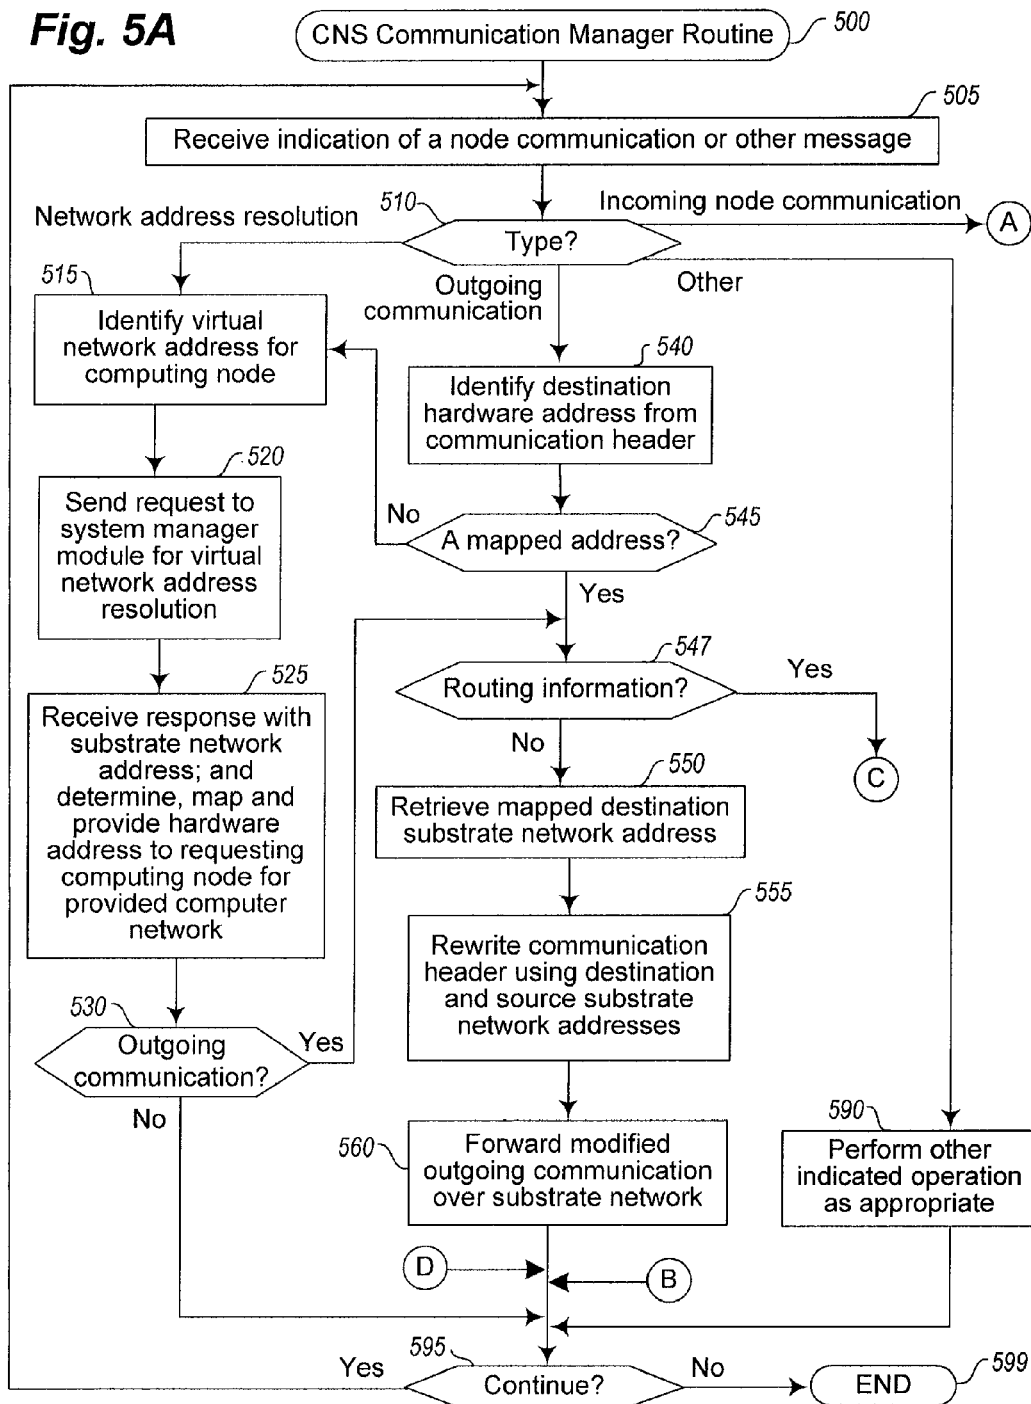 Fig. 5A
CNS Communication Manager Routine
500
505
Receive indication of a node communication or other message
Network address resolution
510
Type?
Incoming node communication
A
515
Identify virtual
network address for
computing node
Outgoing
communication
Other
540
Identify destination
hardware address from
communication header
520
Send request to
system manager
module for virtual
network address
resolution
No
A mapped address?
545
Yes
525
Receive response with
substrate network
address; and
determine, map and
provide hardware
address to requesting
computing node for
provided computer
network
547
Routing information?
Yes
C
No
550
Retrieve mapped destination
substrate network address
555
Rewrite communication
header using destination
and source substrate
network addresses
530
Outgoing
communication?
Yes
No
560
Forward modified
outgoing communication
over substrate network
590
Perform other
indicated operation
as appropriate
D
B
Yes
595
Continue?
No
END
599